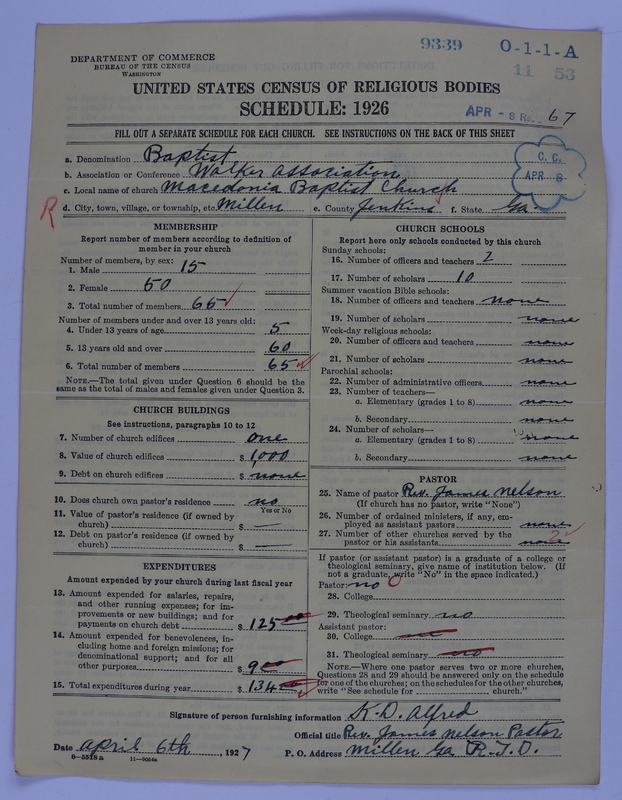 9339 O-1-1-A
11 53
DEPARTMENT OF COMMERCE
BUREAU OF THE CENSUS
WASHINGTON
UNITED STATES CENSUS OF RELIGIOUS BODIES
SCHEDULE: 1926
APR - 8 Rec. 67
FILL OUT A SEPARATE SCHEDULE FOR EACH CHURCH. SEE INSTRUCTIONS ON THE BACK OF THIS SHEET
C. C.
APR 8
a. Denomination Baptist
b. Association or Conference Walker association
c. Local name of church Macedonia Baptist Church
R d. City, town, village, or township, etc. Millen e. County Jenkins f. State Ga
MEMBERSHIP
Report number of members according to definition of
member in your church
Number of members, by sex:
1. Male 15
2. Female 50
3. Total number of members 65
Number of members under and over 13 years old:
4. Under 13 years of age 5
5. 13 years old and over 60
6. Total number of members 65
NOTE.—The total given under Question 6 should be the
same as the total of males and females given under Question 3.
CHURCH BUILDINGS
See instructions, paragraphs 10 to 12
7. Number of church edifices one
8. Value of church edifices $ 1,000
9. Debt on church edifices $ none
10. Does church own pastor's residence no
Yes or No
11. Value of pastor's residence (if owned by
church) $ —
12. Debt on pastor's residence (if owned by
church) $ —
EXPENDITURES
Amount expended by your church during last fiscal year
13. Amount expended for salaries, repairs,
and other running expenses; for im-
provements or new buildings; and for
payments on church debt $ 125 00
14. Amount expended for benevolences, in-
cluding home and foreign missions; for
denominational support; and for all
other purposes $ 9 00
15. Total expenditures during year $ 134 00
CHURCH SCHOOLS
Report here only schools conducted by this church
Sunday schools:
16. Number of officers and teachers 2
17. Number of scholars 10
Summer vacation Bible schools:
18. Number of officers and teachers none
19. Number of scholars none
Week-day religious schools:
20. Number of officers and teachers none
21. Number of scholars none
Parochial schools:
22. Number of administrative officers none
23. Number of teachers—
a. Elementary (grades 1 to 8) none
b. Secondary none
24. Number of scholars—
a. Elementary (grades 1 to 8) none
b. Secondary none
PASTOR
25. Name of pastor Rev. James Nelson
(If church has no pastor, write "None")
26. Number of ordained ministers, if any, em-
ployed as assistant pastors none
27. Number of other churches served by the
pastor or his assistants none 2
If pastor (or assistant pastor) is a graduate of a college or
theological seminary, give name of institution below. (If
not a graduate, write "No" in the space indicated.)
Pastor: no 0
28. College
29. Theological seminary no
Assistant pastor:
30. College no
31. Theological seminary no
NOTE.—Where one pastor serves two or more churches,
Questions 28 and 29 should be answered only on the schedule
for one of the churches; on the schedules for the other churches,
write "See schedule for church."
Signature of person furnishing information K. D. Alfred
Official title Rev. James Nelson Pastor
Date april 6th, 1927 P. O. Address Millen Ga R.F.D.
8-5518 a 11-9054a